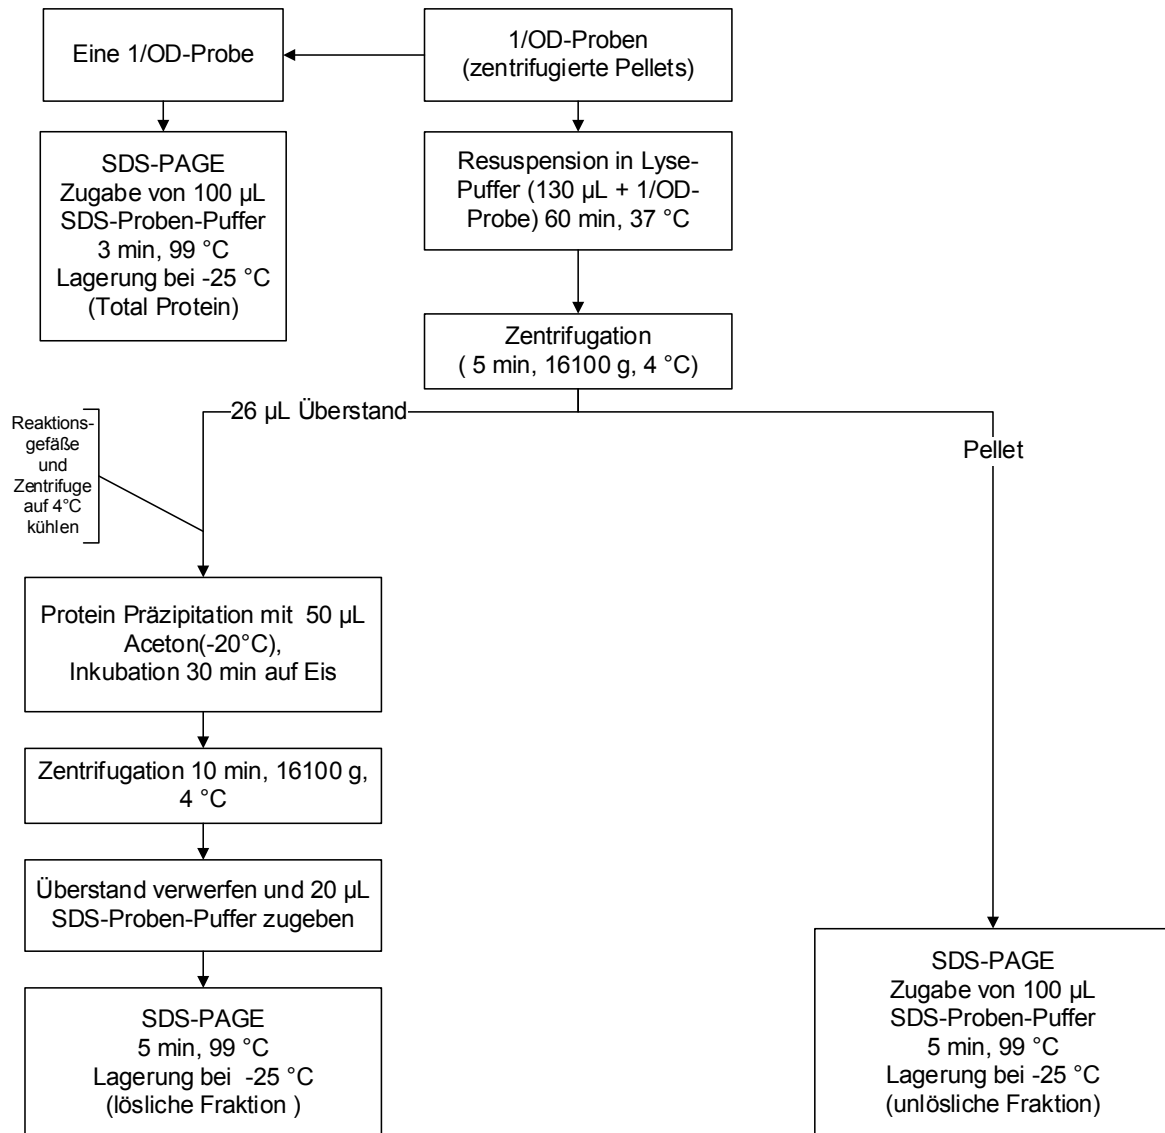 Eine 1/OD-Probe
1/OD-Proben
(zentrifugierte Pellets)
SDS-PAGE
Zugabe von 100 µL
SDS-Proben-Puffer
3 min, 99 °C
Lagerung bei -25 °C
(Total Protein)
Resuspension in Lyse-
Puffer (130 µL + 1/OD-
Probe) 60 min, 37 °C
Zentrifugation
( 5 min, 16100 g, 4 °C)
26 µL Überstand
Pellet
Reaktions-
gefäße
und
Zentrifuge
auf 4°C
kühlen
Protein Präzipitation mit  50 µL
Aceton(-20°C),
Inkubation 30 min auf Eis
Zentrifugation 10 min, 16100 g,
4 °C
Überstand verwerfen und 20 µL
SDS-Proben-Puffer zugeben
SDS-PAGE
5 min, 99 °C
Lagerung bei  -25 °C
(lösliche Fraktion )
SDS-PAGE
Zugabe von 100 µL
SDS-Proben-Puffer
5 min, 99 °C
Lagerung bei -25 °C
(unlösliche Fraktion)